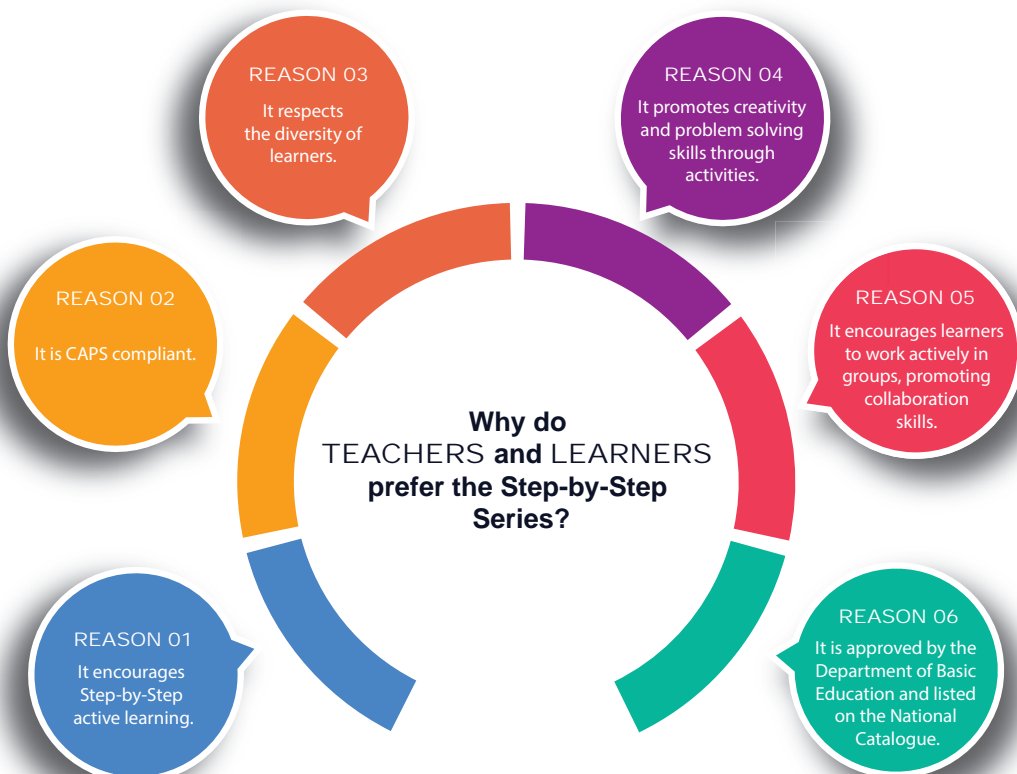 Why do
TEACHERS and LEARNERS
prefer the Step-by-Step
Series?
REASON 01
It encourages
Step-by-Step
active learning.
REASON 02
It is CAPS compliant.
REASON 03
It respects
the diversity of
learners.
REASON 04
It promotes creativity
and problem solving
skills through
activities.
REASON 05
It encourages learners
to work actively in
groups, promoting
collaboration
skills.
REASON 06
It is approved by the
Department of Basic
Education and listed
on the National
Catalogue.